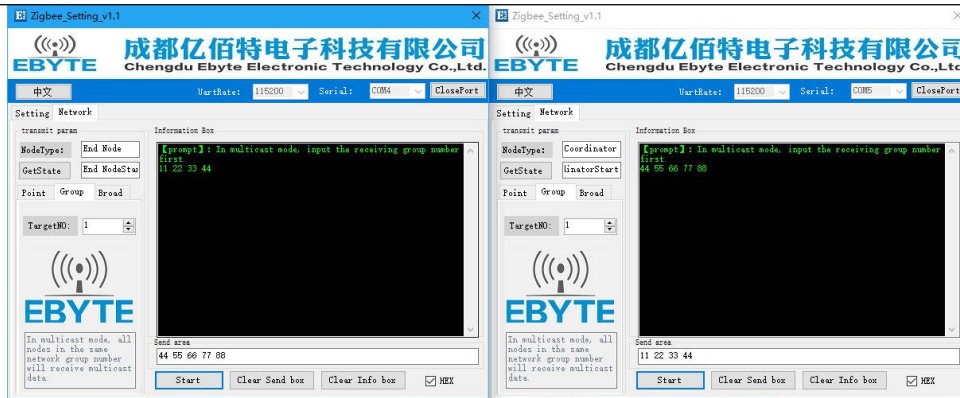 Zigbee_Setting_v1.1
EBYTE
成都亿佰特电子科技有限公司
Chengdu Ebyte Electronic Technology Co.,Ltd.
中文 UartRate: 115200 Serial: COM4 ClosePort
Setting Network
transmit param
NodeType: End Node
GetState End NodeStar
Point Group Broad
TargetNO: 1
EBYTE
In multicast mode, all
nodes in the same
network group number
will receive multicast
data.
Information Box
【prompt】: In multicast mode, input the receiving group number
first.
11 22 33 44
Send area
44 55 66 77 88
Start Clear Send box Clear Info box HEX
Zigbee_Setting_v1.1
EBYTE
成都亿佰特电子科技有限公司
Chengdu Ebyte Electronic Technology Co.,Ltd
中文 UartRate: 115200 Serial: COM5 ClosePort
Setting Network
transmit param
NodeType: Coordinator
GetState linatorStart
Point Group Broad
TargetNO: 1
EBYTE
In multicast mode, all
nodes in the same
network group number
will receive multicast
data.
Information Box
【prompt】: In multicast mode, input the receiving group number
first.
44 55 66 77 88
Send area
11 22 33 44
Start Clear Send box Clear Info box HEX